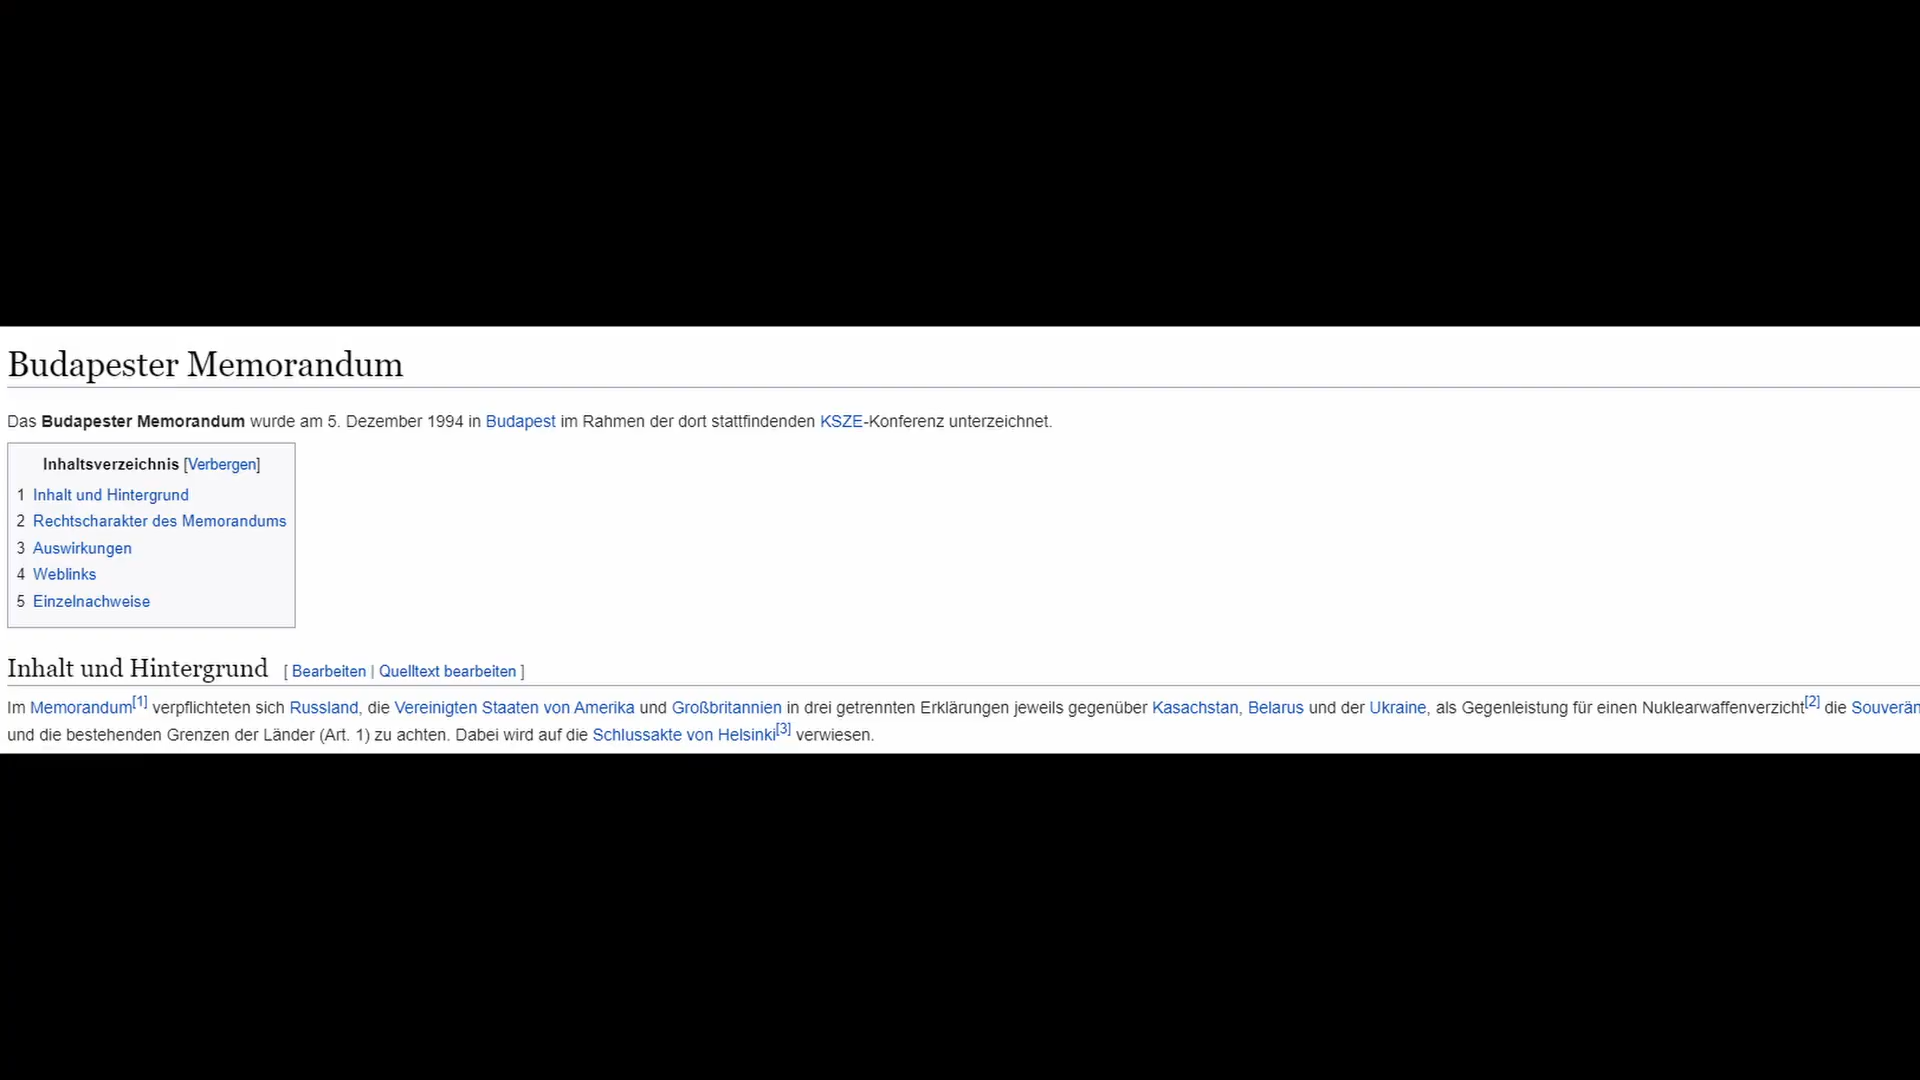 Budapester Memorandum
Das Budapester Memorandum wurde am 5. Dezember 1994 in Budapest im Rahmen der dort stattfindenden KSZE-Konferenz unterzeichnet.
Inhaltsverzeichnis [Verbergen]
1 Inhalt und Hintergrund
2 Rechtscharakter des Memorandums
3 Auswirkungen
4 Weblinks
5 Einzelnachweise
Inhalt und Hintergrund [ Bearbeiten | Quelltext bearbeiten ]
Im Memorandum[1] verpflichteten sich Russland, die Vereinigten Staaten von Amerika und Großbritannien in drei getrennten Erklärungen jeweils gegenüber Kasachstan, Belarus und der Ukraine, als Gegenleistung für einen Nuklearwaffenverzicht[2] die
und die bestehenden Grenzen der Länder (Art. 1) zu achten. Dabei wird auf die Schlussakte von Helsinki[3] verwiesen.